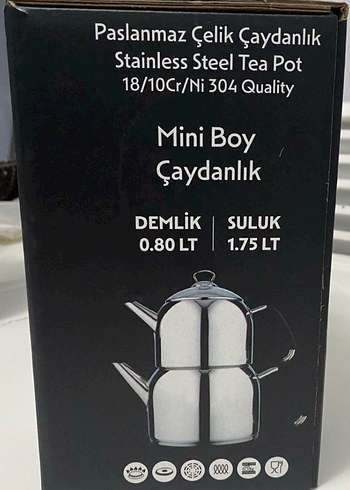 Paslanmaz Çelik Çaydanlık
Stainless Steel Tea Pot
18/10Cr/Ni 304 Quality
Mini Boy
Çaydanlık
DEMLİK | SULUK
0.80 LT | 1.75 LT